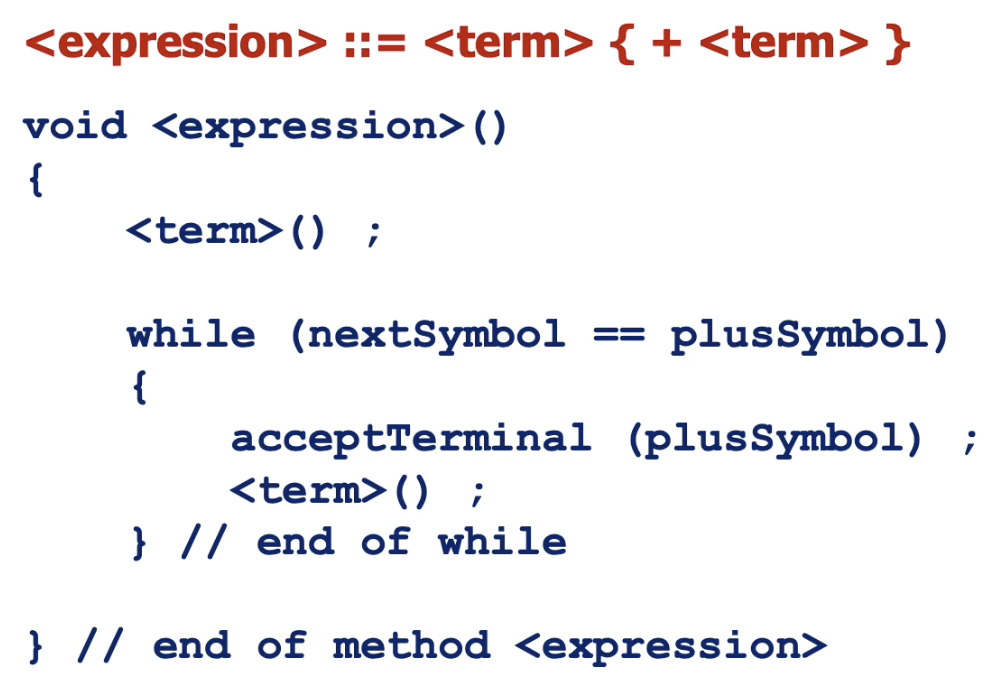 <expression> ::= <term> { + <term> }
void <expression>()
{
<term>() ;
while (nextSymbol == plusSymbol)
{
acceptTerminal (plusSymbol) ;
<term>() ;
} // end of while
} // end of method <expression>